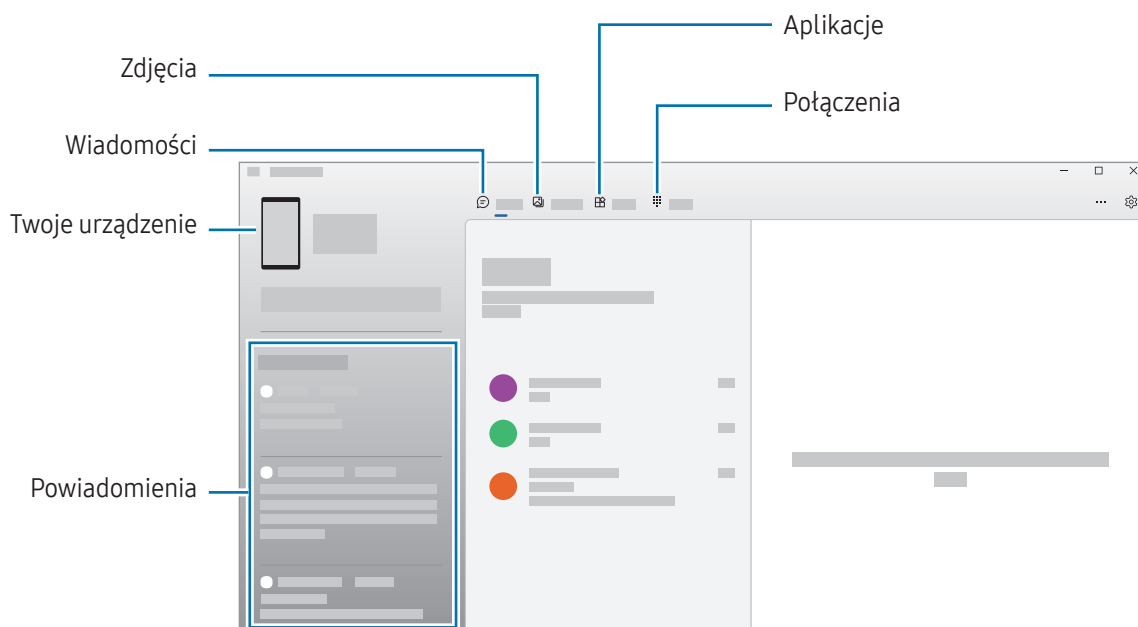 Aplikacje
Zdjęcia
Połączenia
Wiadomości
Twoje urządzenie
Powiadomienia